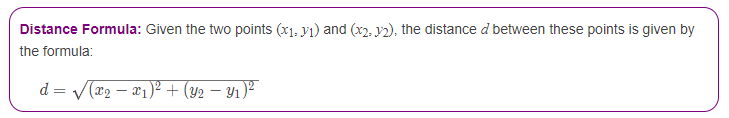 Distance Formula: Given the two points (x₁, y₁) and (x₂, y₂), the distance d between these points is given by
the formula:
d = √((x₂ − x₁)² + (y₂ − y₁)²)